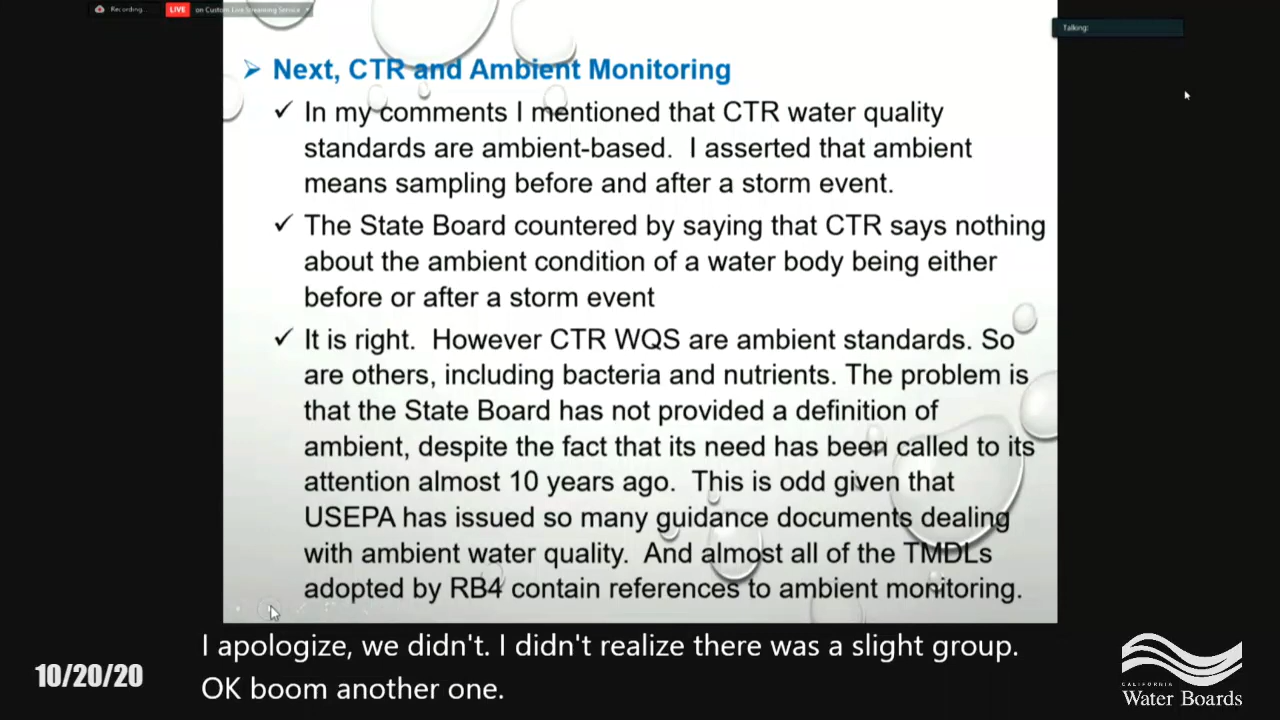 Recording...
LIVE
on Custom Live Streaming Service
Talking:
➢ Next, CTR and Ambient Monitoring
✓ In my comments I mentioned that CTR water quality
standards are ambient-based. I asserted that ambient
means sampling before and after a storm event.
✓ The State Board countered by saying that CTR says nothing
about the ambient condition of a water body being either
before or after a storm event
✓ It is right. However CTR WQS are ambient standards. So
are others, including bacteria and nutrients. The problem is
that the State Board has not provided a definition of
ambient, despite the fact that its need has been called to its
attention almost 10 years ago. This is odd given that
USEPA has issued so many guidance documents dealing
with ambient water quality. And almost all of the TMDLs
adopted by RB4 contain references to ambient monitoring.
I apologize, we didn't. I didn't realize there was a slight group.
OK boom another one.
10/20/20
CALIFORNIA
Water Boards